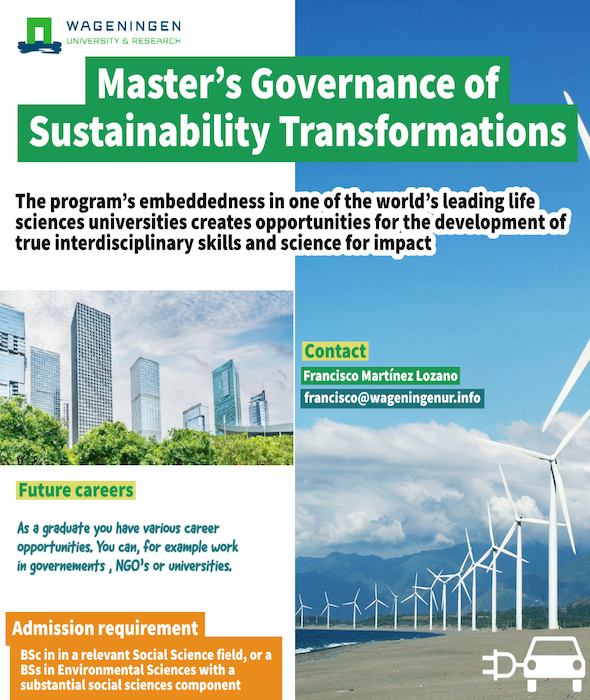 WAGENINGEN
UNIVERSITY & RESEARCH
Master's Governance of
Sustainability Transformations
The program's embeddedness in one of the world's leading life
sciences universities creates opportunities for the development of
true interdisciplinary skills and science for impact
Contact
Francisco Martínez Lozano
francisco@wageningenur.info
Future careers
As a graduate you have various career
opportunities. You can, for example work
in governements , NGO's or universities.
Admission requirement
BSc in in a relevant Social Science field, or a
BSs in Environmental Sciences with a
substantial social sciences component